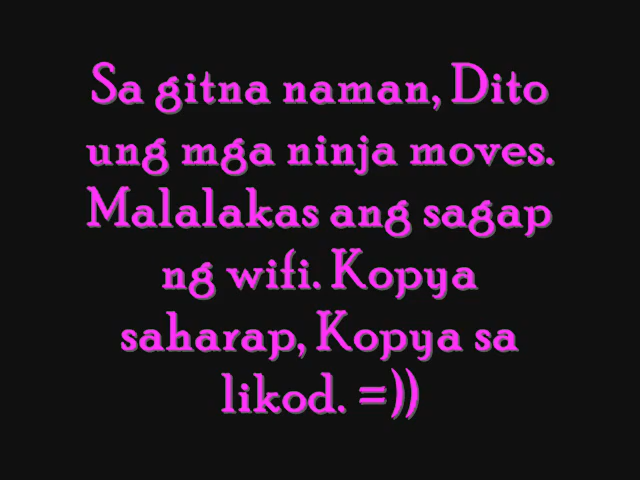 Sa gitna naman, Dito
ung mga ninja moves.
Malalakas ang sagap
ng wifi. Kopya
saharap, Kopya sa
likod. =))